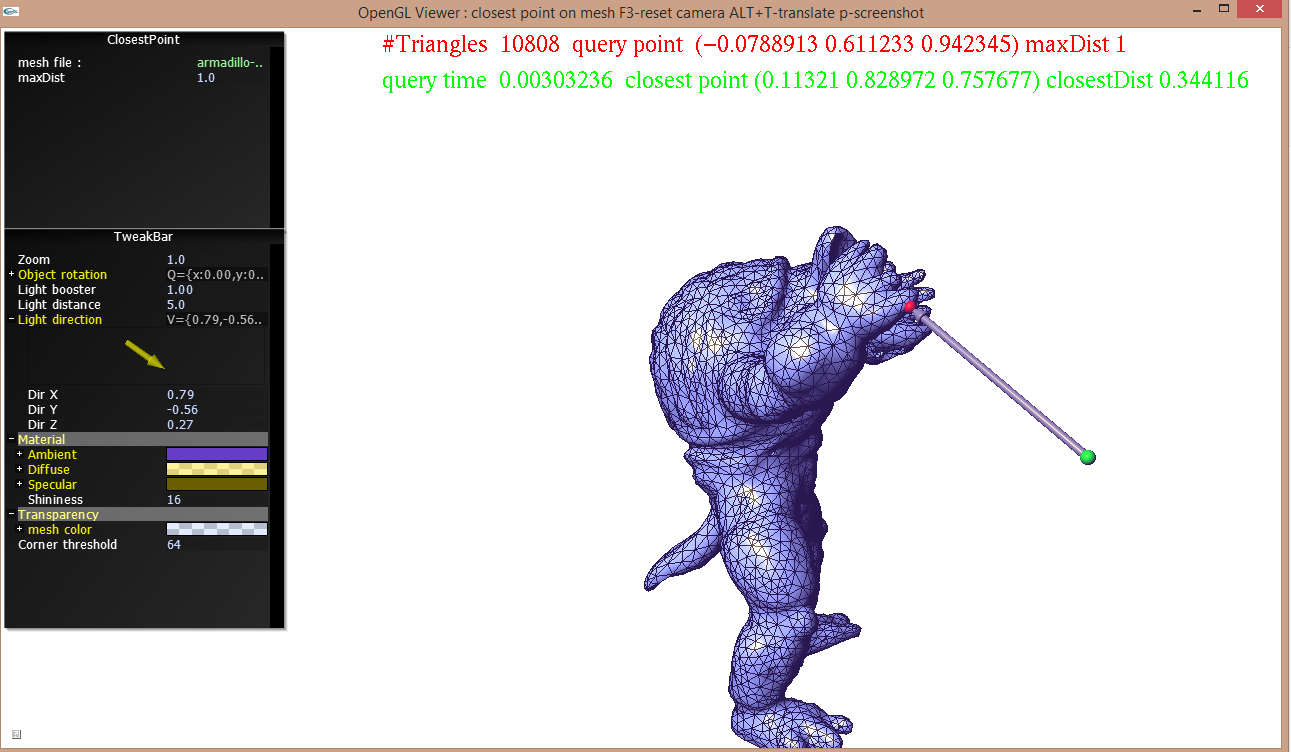 OpenGL Viewer : closest point on mesh F3-reset camera ALT+T-translate p-screenshot
#Triangles 10808 query point (−0.0788913 0.611233 0.942345) maxDist 1
query time 0.00303236 closest point (0.11321 0.828972 0.757677) closestDist 0.344116
ClosestPoint
mesh file : armadillo-..
maxDist 1.0
TweakBar
Zoom 1.0
+ Object rotation Q={x:0.00,y:0..
Light booster 1.00
Light distance 5.0
- Light direction V={0.79,-0.56..
Dir X 0.79
Dir Y -0.56
Dir Z 0.27
- Material
+ Ambient
+ Diffuse
+ Specular
Shininess 16
- Transparency
+ mesh color
Corner threshold 64